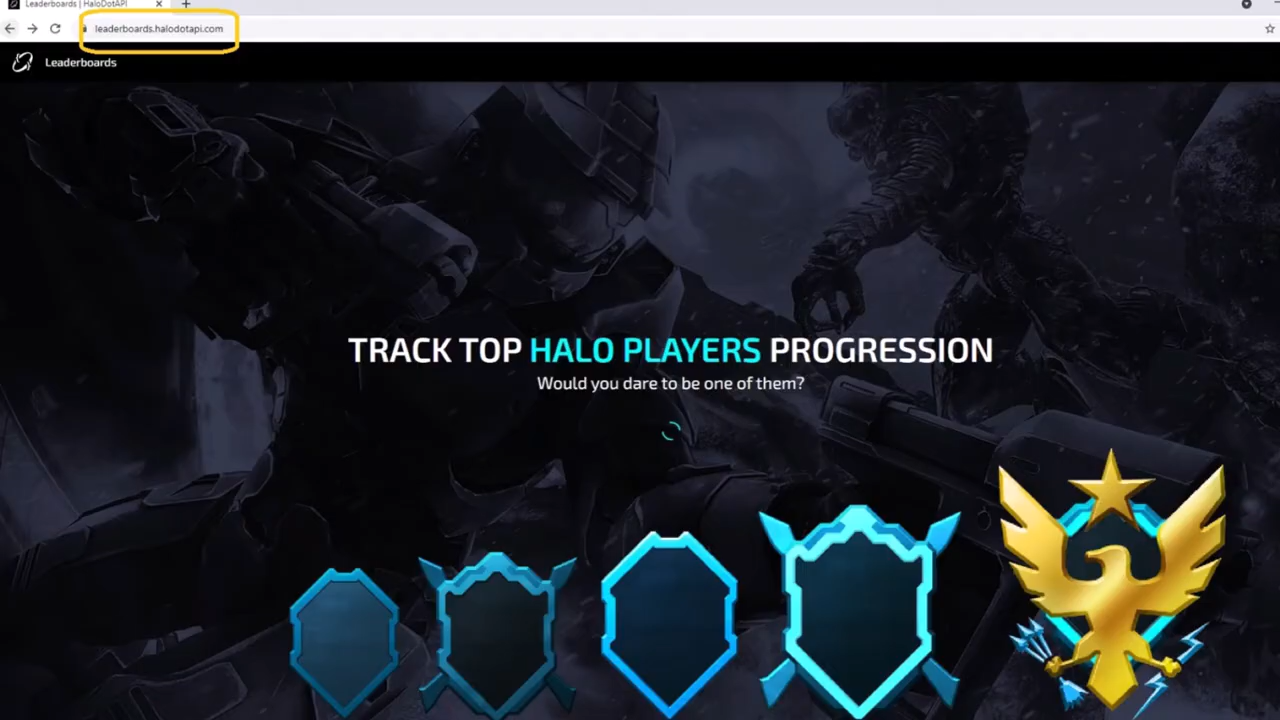 Leaderboards | HaloDotAPI
leaderboards.halodotapi.com
Leaderboards
TRACK TOP HALO PLAYERS PROGRESSION
Would you dare to be one of them?